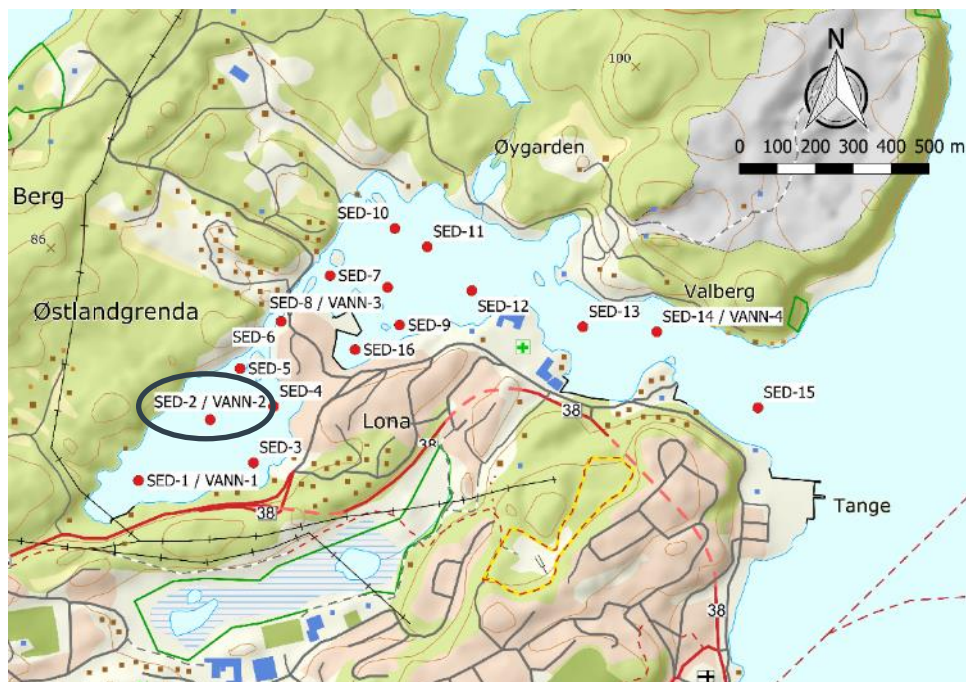 100
N
0 100 200 300 400 500 m
Øygarden
Berg
86
SED-10
SED-11
SED-7
SED-8 / VANN-3
SED-12
Valberg
Østlandgrenda
SED-6
SED-9
SED-13
SED-14 / VANN-4
SED-16
SED-5
SED-4
SED-2 / VANN-2
SED-15
38
Lona
38
SED-3
SED-1 / VANN-1
38
Tange
38